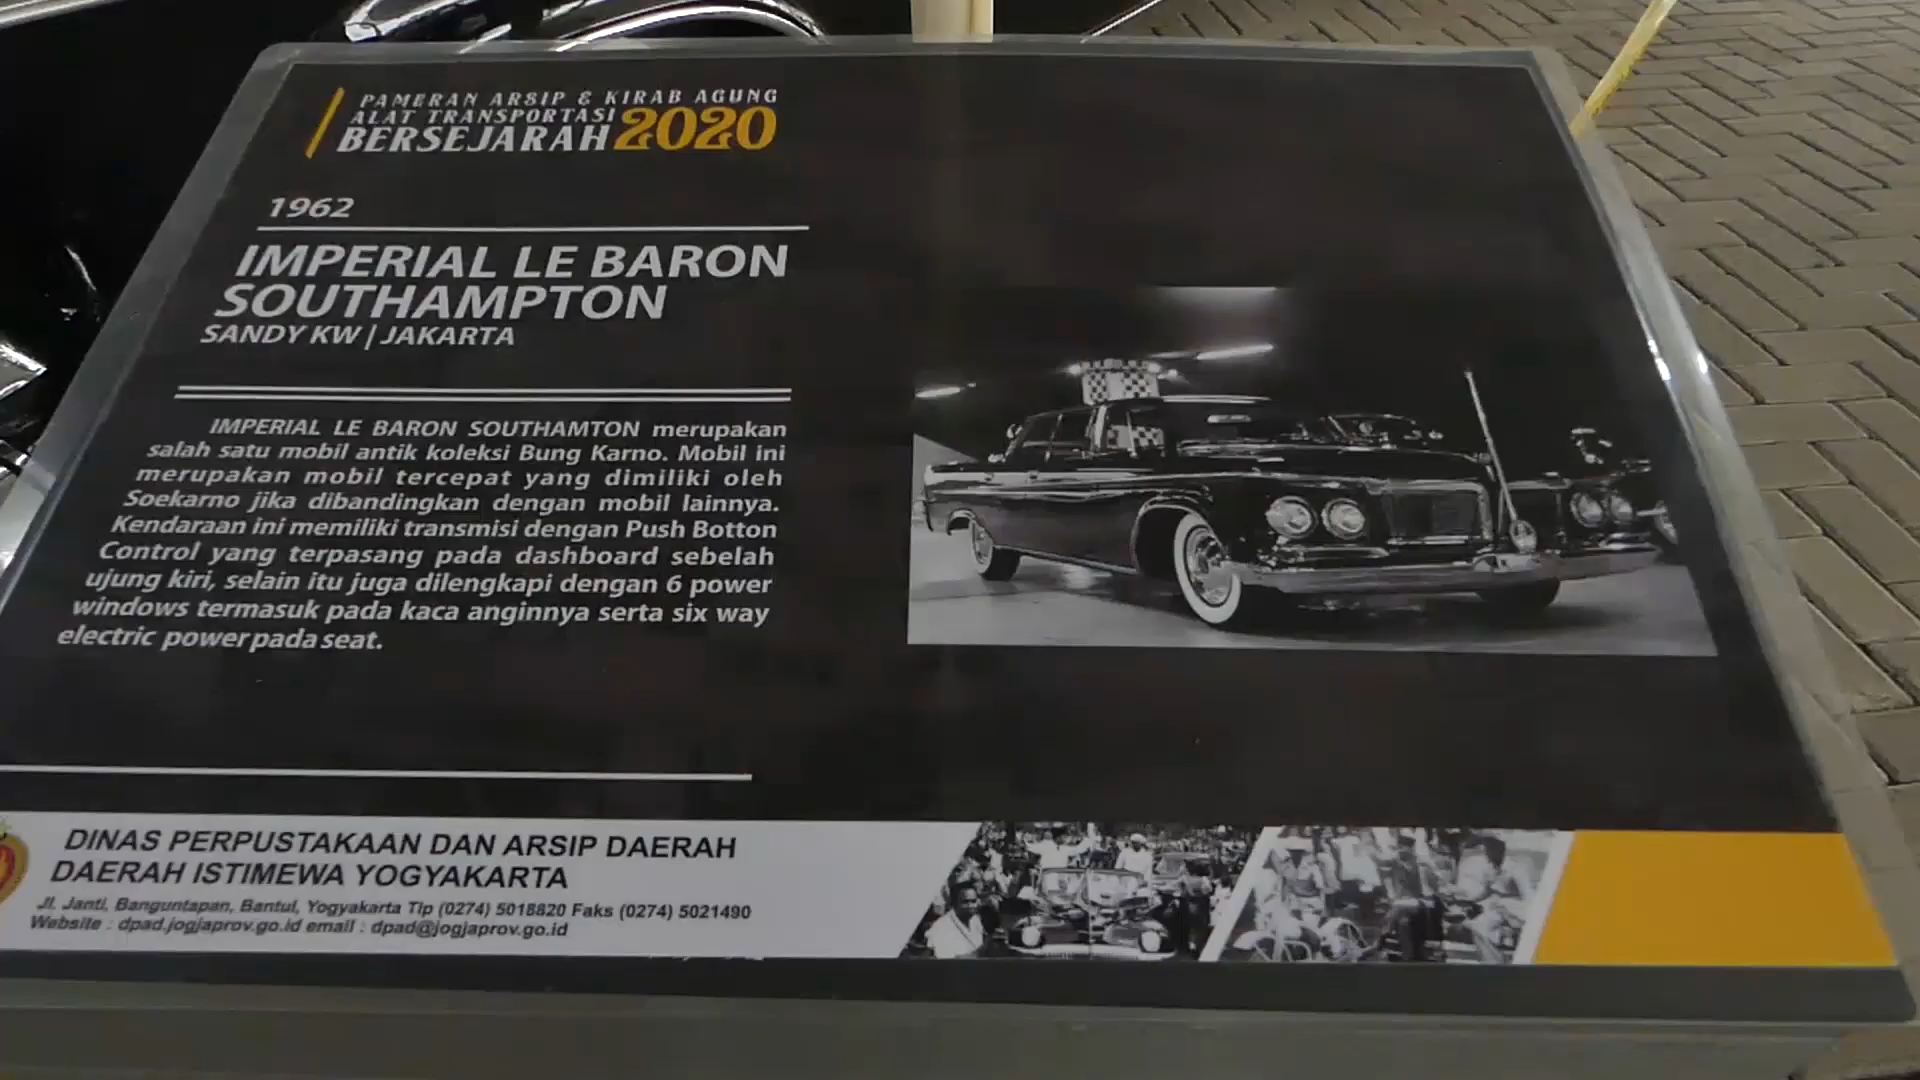 PAMERAN ARSIP & KIRAB AGUNG
ALAT TRANSPORTASI
BERSEJARAH 2020
1962
IMPERIAL LE BARON
SOUTHAMPTON
SANDY KW | JAKARTA
IMPERIAL LE BARON SOUTHAMTON merupakan
salah satu mobil antik koleksi Bung Karno. Mobil ini
merupakan mobil tercepat yang dimiliki oleh
Soekarno jika dibandingkan dengan mobil lainnya.
Kendaraan ini memiliki transmisi dengan Push Botton
Control yang terpasang pada dashboard sebelah
ujung kiri, selain itu juga dilengkapi dengan 6 power
windows termasuk pada kaca anginnya serta six way
electric power pada seat.
DINAS PERPUSTAKAAN DAN ARSIP DAERAH
DAERAH ISTIMEWA YOGYAKARTA
Jl. Janti, Banguntapan, Bantul, Yogyakarta Tlp (0274) 5018820 Faks (0274) 5021490
Website : dpad.jogjaprov.go.id email : dpad@jogjaprov.go.id